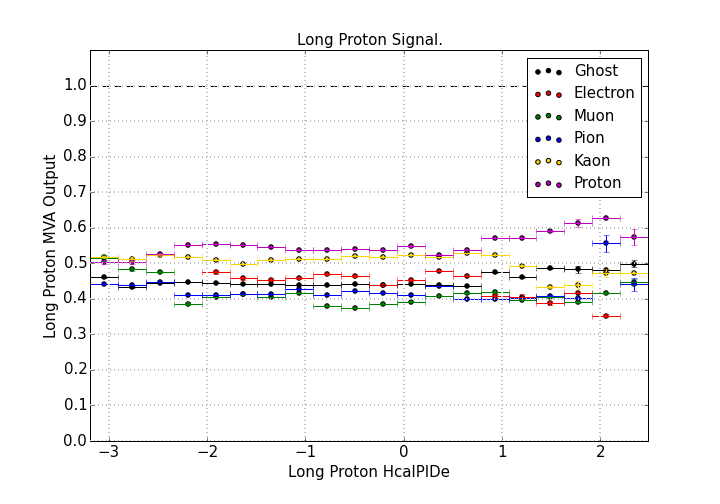 Long Proton Signal.
Long Proton MVA Output
1.0
0.9
0.8
0.7
0.6
0.5
0.4
0.3
0.2
0.1
0.0
Ghost
Electron
Muon
Pion
Kaon
Proton
−3 −2 −1 0 1 2
Long Proton HcalPIDe